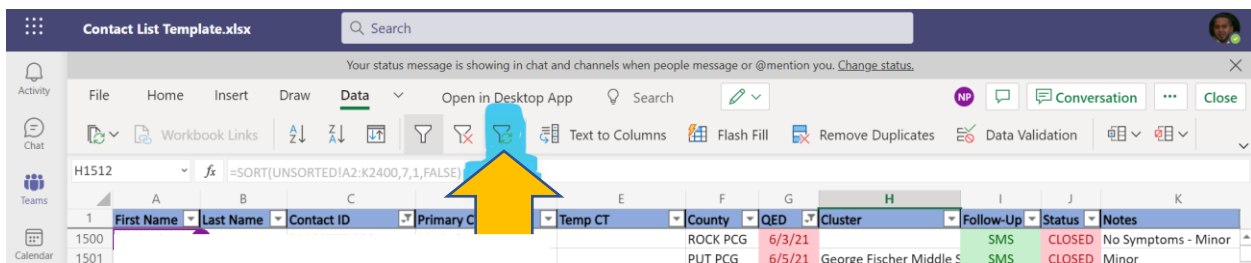 Contact List Template.xlsx Search
Your status message is showing in chat and channels when people message or @mention you. Change status.
Activity
File Home Insert Draw Data Open in Desktop App Search NP Conversation ... Close
Chat
Workbook Links Text to Columns Flash Fill Remove Duplicates Data Validation
H1512 fx =SORT(UNSORTED!A2:K2400,7,1,FALSE)
Teams
A B C E F G H I J K
1 First Name Last Name Contact ID Primary C Temp CT County QED Cluster Follow-Up Status Notes
1500 ROCK PCG 6/3/21 SMS CLOSED No Symptoms - Minor
Calendar
1501 PUT PCG 6/5/21 George Fischer Middle S SMS CLOSED Minor